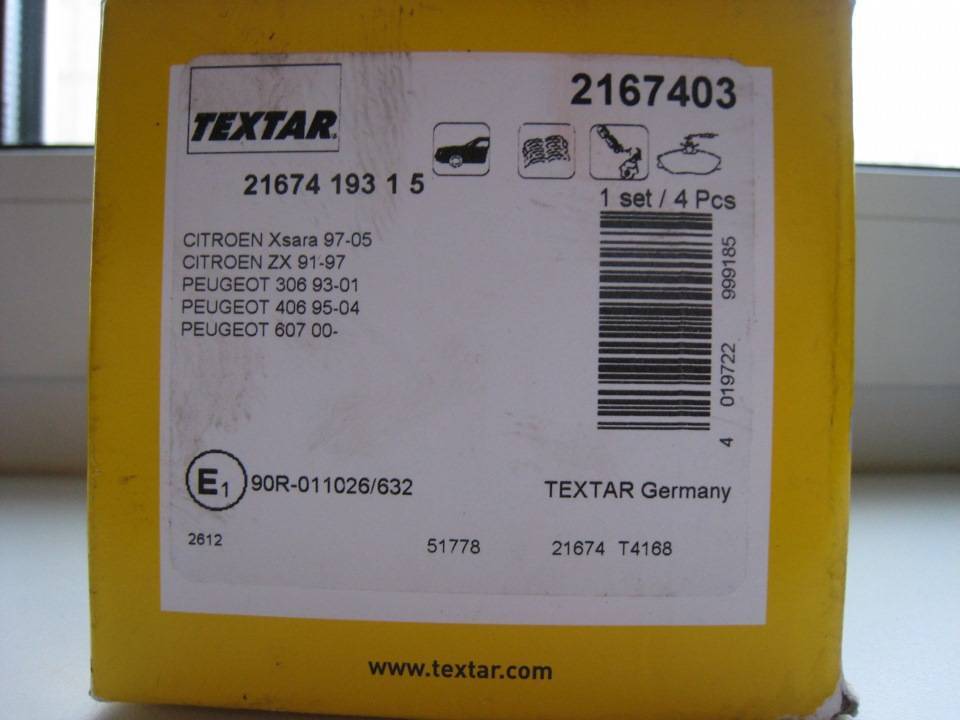 TEXTAR
2167403
21674 193 1 5
1 set / 4 Pcs
CITROEN Xsara 97-05
CITROEN ZX 91-97
PEUGEOT 306 93-01
PEUGEOT 406 95-04
PEUGEOT 607 00-
4 019722 999185
E1 90R-011026/632
TEXTAR Germany
2612 51778 21674 T4168
www.textar.com